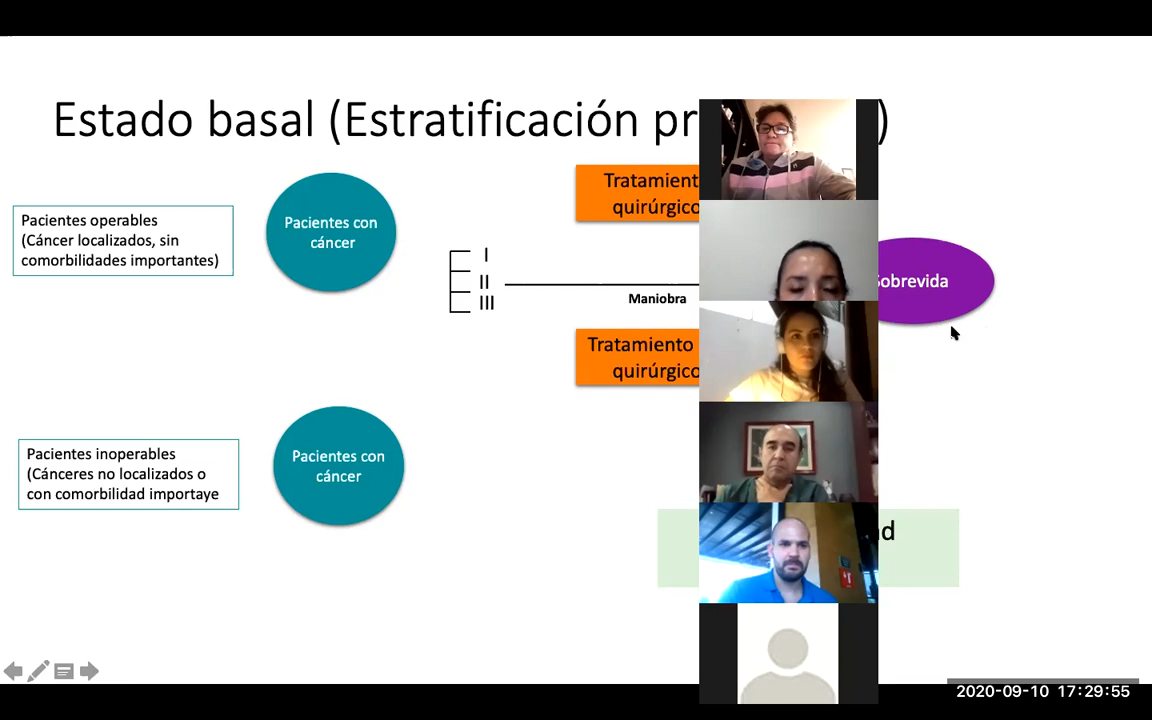 Estado basal (Estratificación pr )
Tratamient
quirúrgico
Pacientes operables
(Cáncer localizados, sin
comorbilidades importantes)
Pacientes con
cáncer
I
II
III
Maniobra
Sobrevida
Tratamiento
quirúrgico
Pacientes inoperables
(Cánceres no localizados o
con comorbilidad importaye
Pacientes con
cáncer
2020-09-10 17:29:55